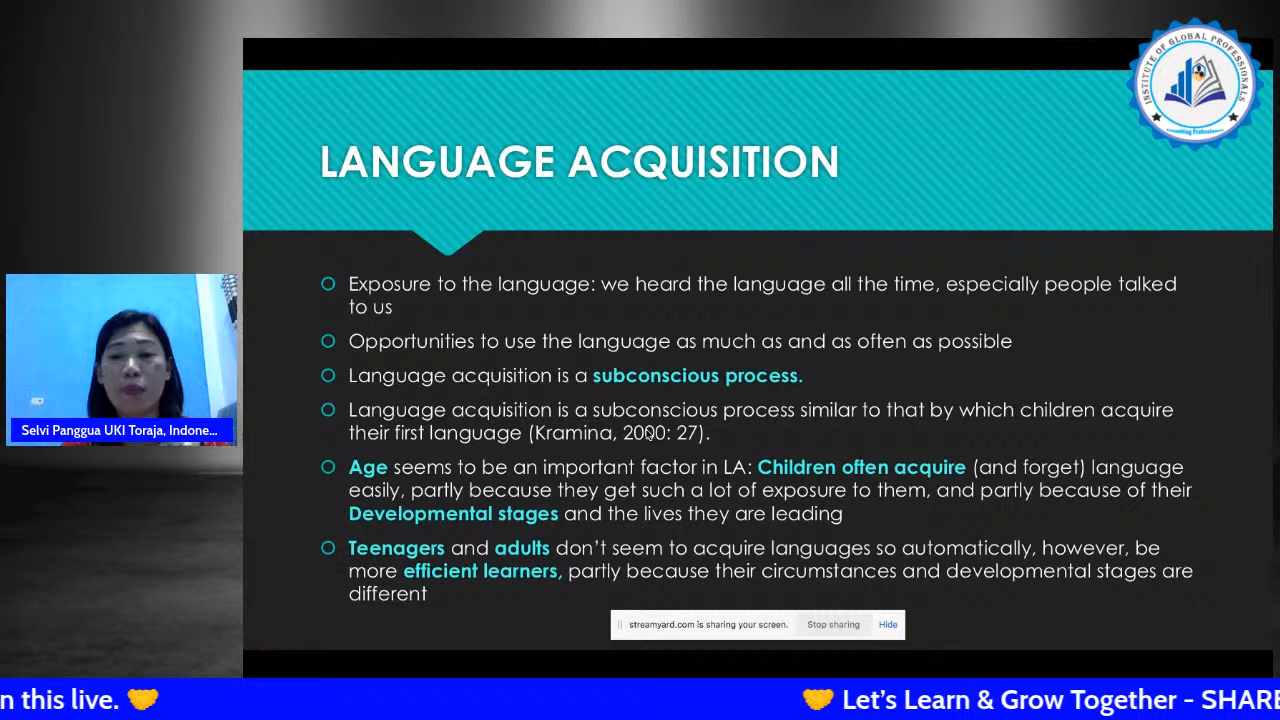 INSTITUTE OF GLOBAL PROFESSIONALS
LANGUAGE ACQUISITION
Exposure to the language: we heard the language all the time, especially people talked
to us
Opportunities to use the language as much as and as often as possible
Language acquisition is a subconscious process.
Language acquisition is a subconscious process similar to that by which children acquire
their first language (Kramina, 2000: 27).
Age seems to be an important factor in LA: Children often acquire (and forget) language
easily, partly because they get such a lot of exposure to them, and partly because of their
Developmental stages and the lives they are leading
Teenagers and adults don’t seem to acquire languages so automatically, however, be
more efficient learners, partly because their circumstances and developmental stages are
different
Selvi Panggua UKI Toraja, Indone...
streamyard.com is sharing your screen. Stop sharing Hide
n this live. 🤝 🤝 Let’s Learn & Grow Together - SHARE